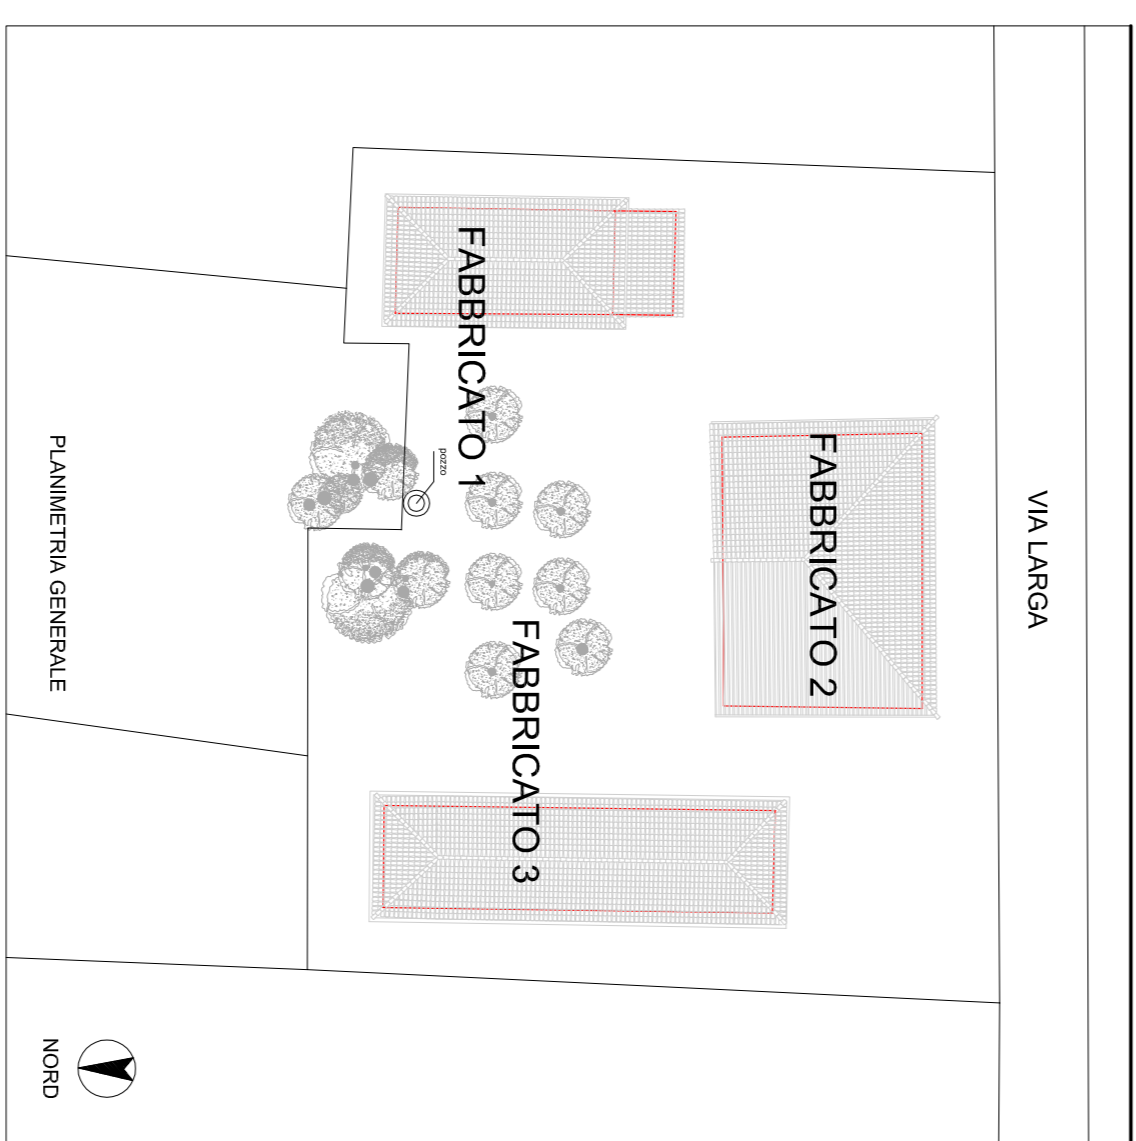 VIA LARGA
FABBRICATO 2
FABBRICATO 3
FABBRICATO 1
pozzo
PLANIMETRIA GENERALE
NORD